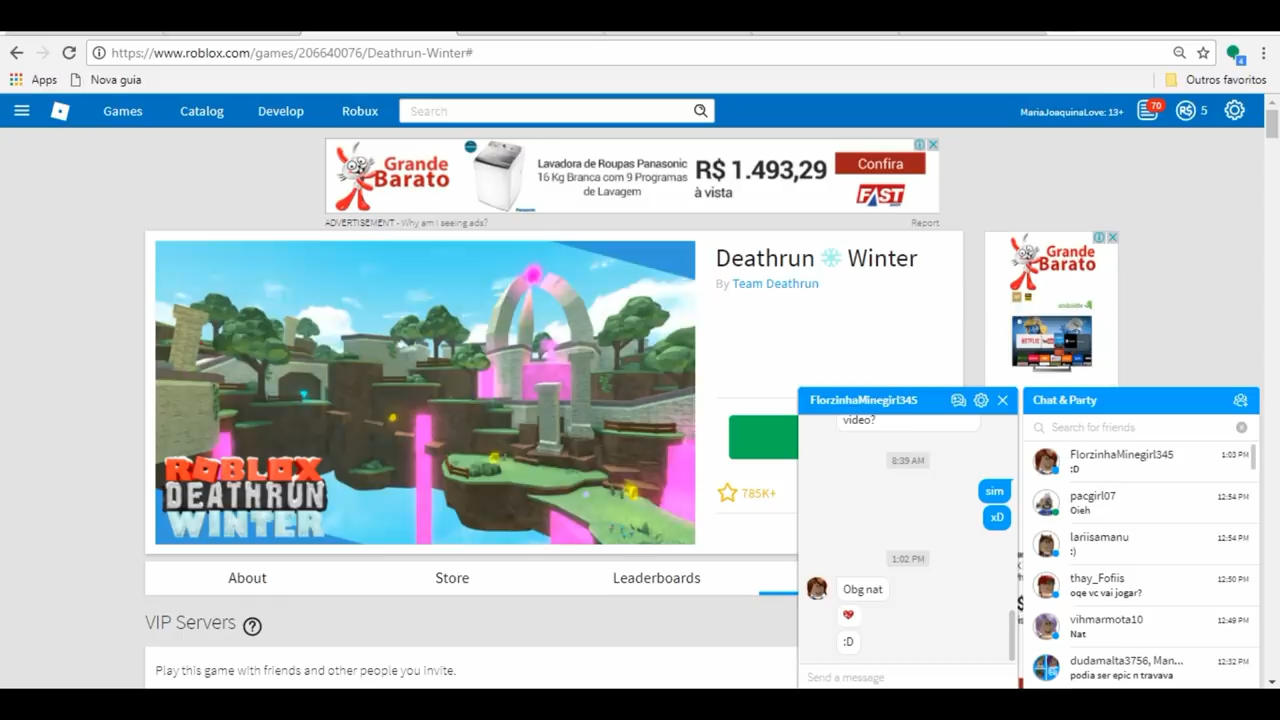 https://www.roblox.com/games/206640076/Deathrun-Winter#
4
Apps
Nova guia
Outros favoritos
Games
Catalog
Develop
Robux
Search
MariaJoaquinaLove: 13+
70
R$ 5
Grande Barato
Lavadora de Roupas Panasonic
16 Kg Branca com 9 Programas
de Lavagem
R$ 1.493,29
à vista
Confira
FAST
ADVERTISEMENT - Why am I seeing ads?
Report
ROBLOX
DEATHRUN
WINTER
Deathrun ❄ Winter
By Team Deathrun
785K+
Grande Barato
androidtv
NETFLIX
About
Store
Leaderboards
VIP Servers ?
Play this game with friends and other people you invite.
FlorzinhaMinegirl345
video?
8:39 AM
sim
xD
1:02 PM
Obg nat
:D
Send a message
Chat & Party
Search for friends
FlorzinhaMinegirl345 1:03 PM
:D
pacgirl07 12:54 PM
Oieh
lariisamanu 12:54 PM
:)
thay_Fofiis 12:50 PM
oqe vc vai jogar?
vihmarmota10 12:49 PM
Nat
dudamalta3756, Man... 12:32 PM
podia ser epic n travava